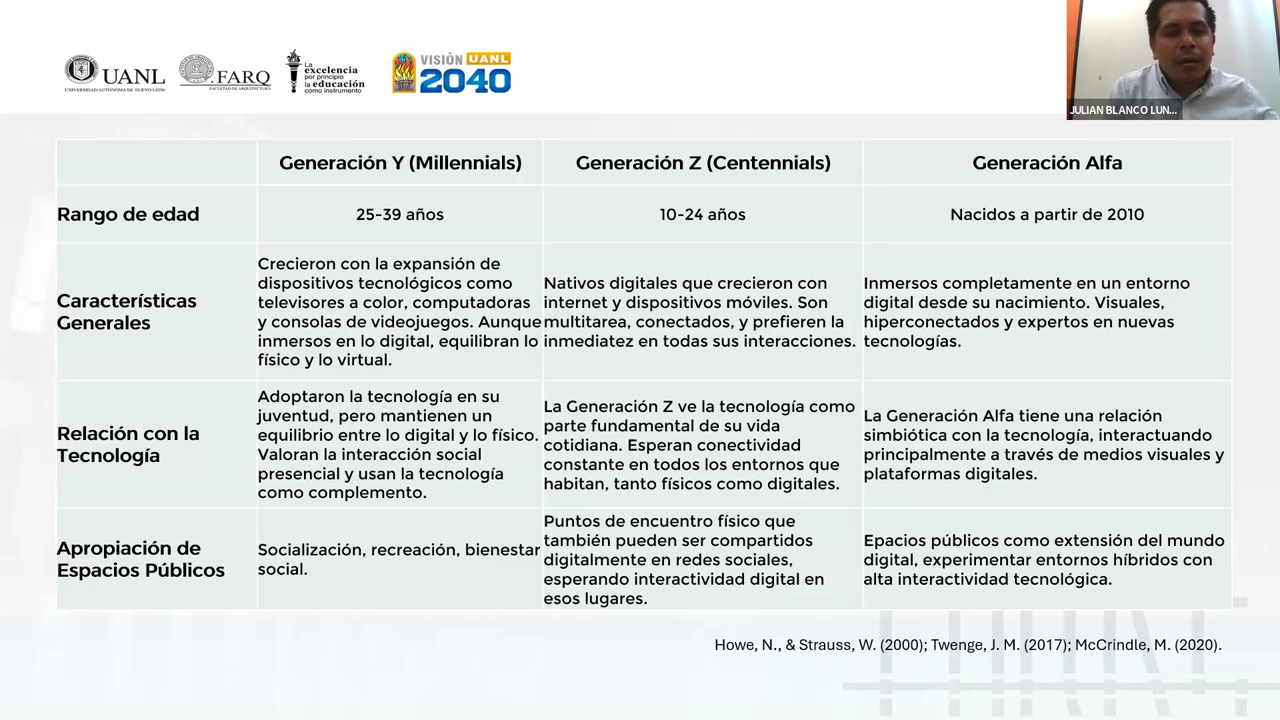 UANL
UNIVERSIDAD AUTÓNOMA DE NUEVO LEÓN
FARQ
FACULTAD DE ARQUITECTURA
La
excelencia
por principio
la educación
como instrumento
VISIÓN UANL
2040
JULIAN BLANCO LUN...
Generación Y (Millennials)
Generación Z (Centennials)
Generación Alfa
Rango de edad
25-39 años
10-24 años
Nacidos a partir de 2010
Características
Generales
Crecieron con la expansión de
dispositivos tecnológicos como
televisores a color, computadoras
y consolas de videojuegos. Aunque
inmersos en lo digital, equilibran lo
físico y lo virtual.
Nativos digitales que crecieron con
internet y dispositivos móviles. Son
multitarea, conectados, y prefieren la
inmediatez en todas sus interacciones.
Inmersos completamente en un entorno
digital desde su nacimiento. Visuales,
hiperconectados y expertos en nuevas
tecnologías.
Relación con la
Tecnología
Adoptaron la tecnología en su
juventud, pero mantienen un
equilibrio entre lo digital y lo físico.
Valoran la interacción social
presencial y usan la tecnología
como complemento.
La Generación Z ve la tecnología como
parte fundamental de su vida
cotidiana. Esperan conectividad
constante en todos los entornos que
habitan, tanto físicos como digitales.
La Generación Alfa tiene una relación
simbiótica con la tecnología, interactuando
principalmente a través de medios visuales y
plataformas digitales.
Apropiación de
Espacios Públicos
Socialización, recreación, bienestar
social.
Puntos de encuentro físico que
también pueden ser compartidos
digitalmente en redes sociales,
esperando interactividad digital en
esos lugares.
Epacios públicos como extensión del mundo
digital, experimentar entornos híbridos con
alta interactividad tecnológica.
Howe, N., & Strauss, W. (2000); Twenge, J. M. (2017); McCrindle, M. (2020).